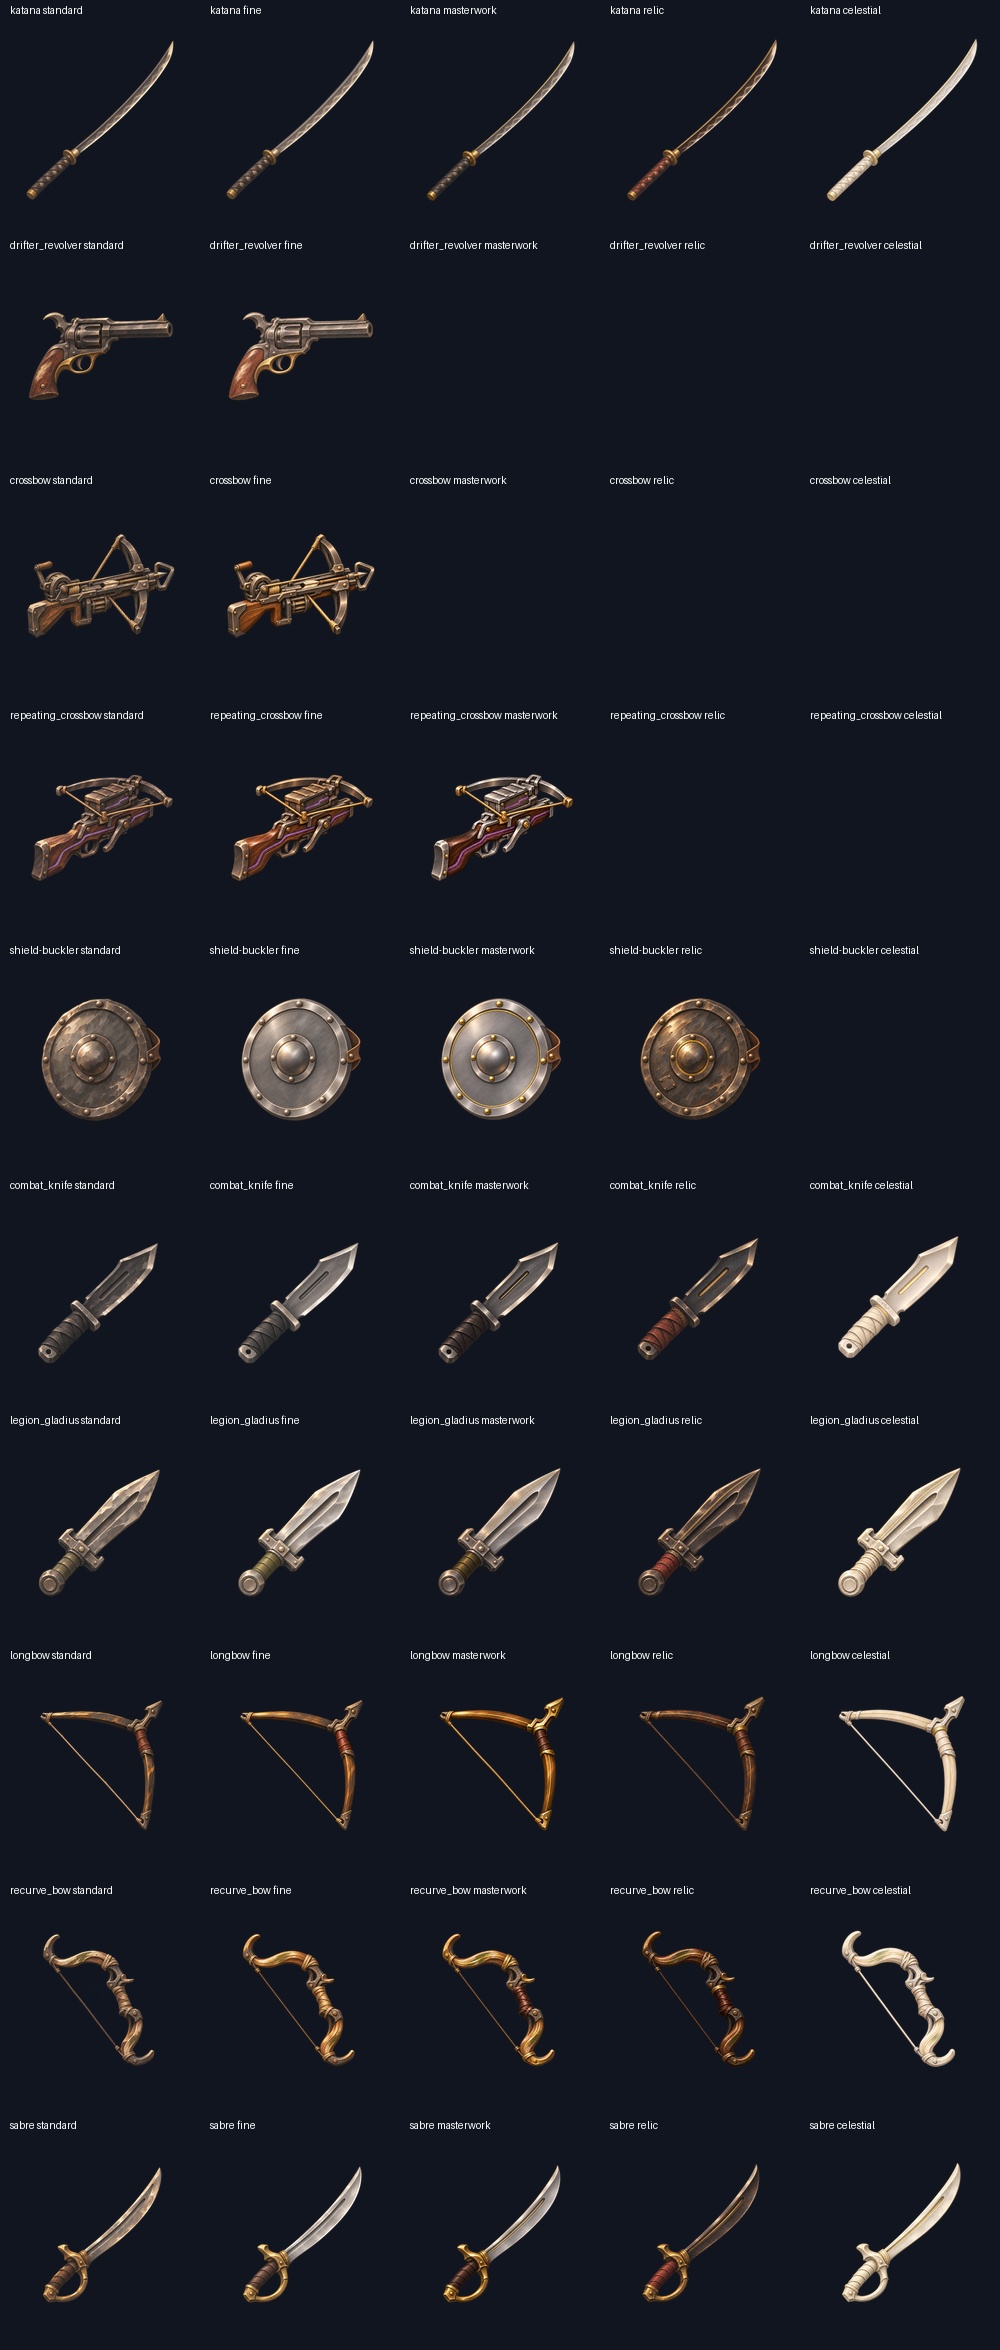 katana standard katana fine katana masterwork katana relic katana celestial
drifter_revolver standard drifter_revolver fine drifter_revolver masterwork drifter_revolver relic drifter_revolver celestial
crossbow standard crossbow fine crossbow masterwork crossbow relic crossbow celestial
repeating_crossbow standard repeating_crossbow fine repeating_crossbow masterwork repeating_crossbow relic repeating_crossbow celestial
shield-buckler standard shield-buckler fine shield-buckler masterwork shield-buckler relic shield-buckler celestial
combat_knife standard combat_knife fine combat_knife masterwork combat_knife relic combat_knife celestial
legion_gladius standard legion_gladius fine legion_gladius masterwork legion_gladius relic legion_gladius celestial
longbow standard longbow fine longbow masterwork longbow relic longbow celestial
recurve_bow standard recurve_bow fine recurve_bow masterwork recurve_bow relic recurve_bow celestial
sabre standard sabre fine sabre masterwork sabre relic sabre celestial